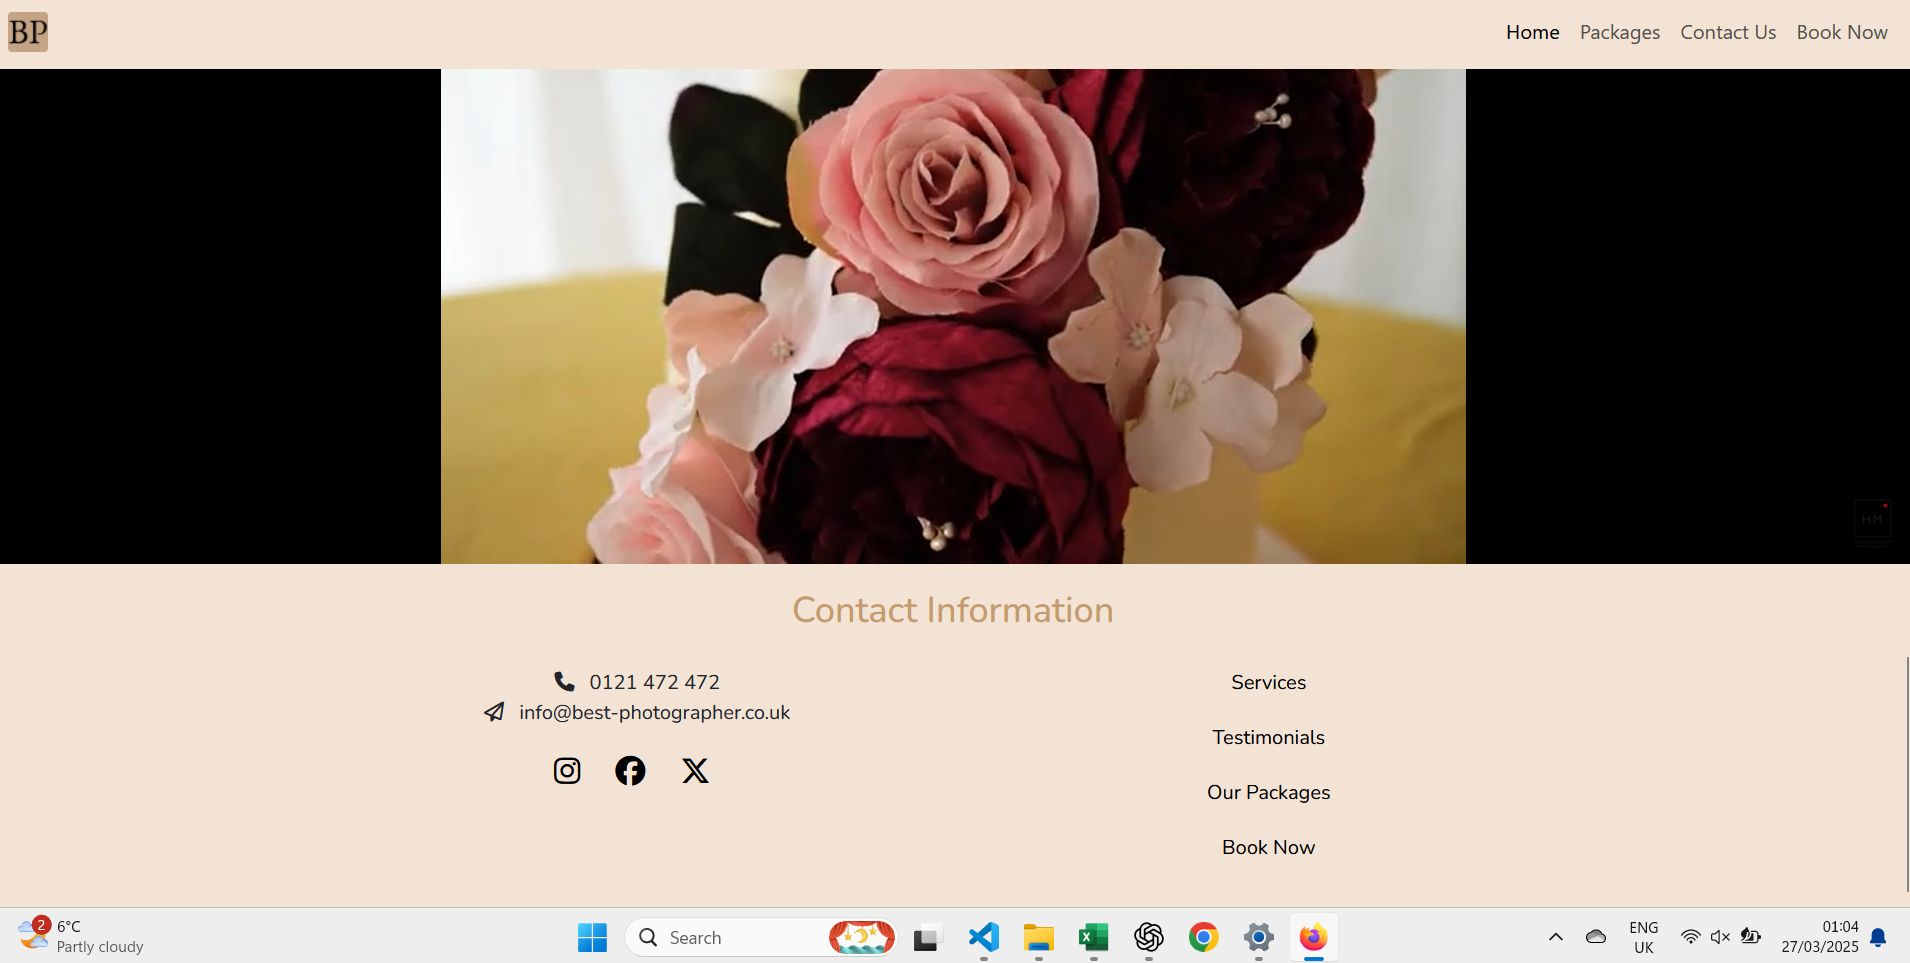 BP
Home Packages Contact Us Book Now
HM
Contact Information
0121 472 472
info@best-photographer.co.uk
Services
Testimonials
Our Packages
Book Now
2
6°C
Partly cloudy
Search
ENG
UK
01:04
27/03/2025